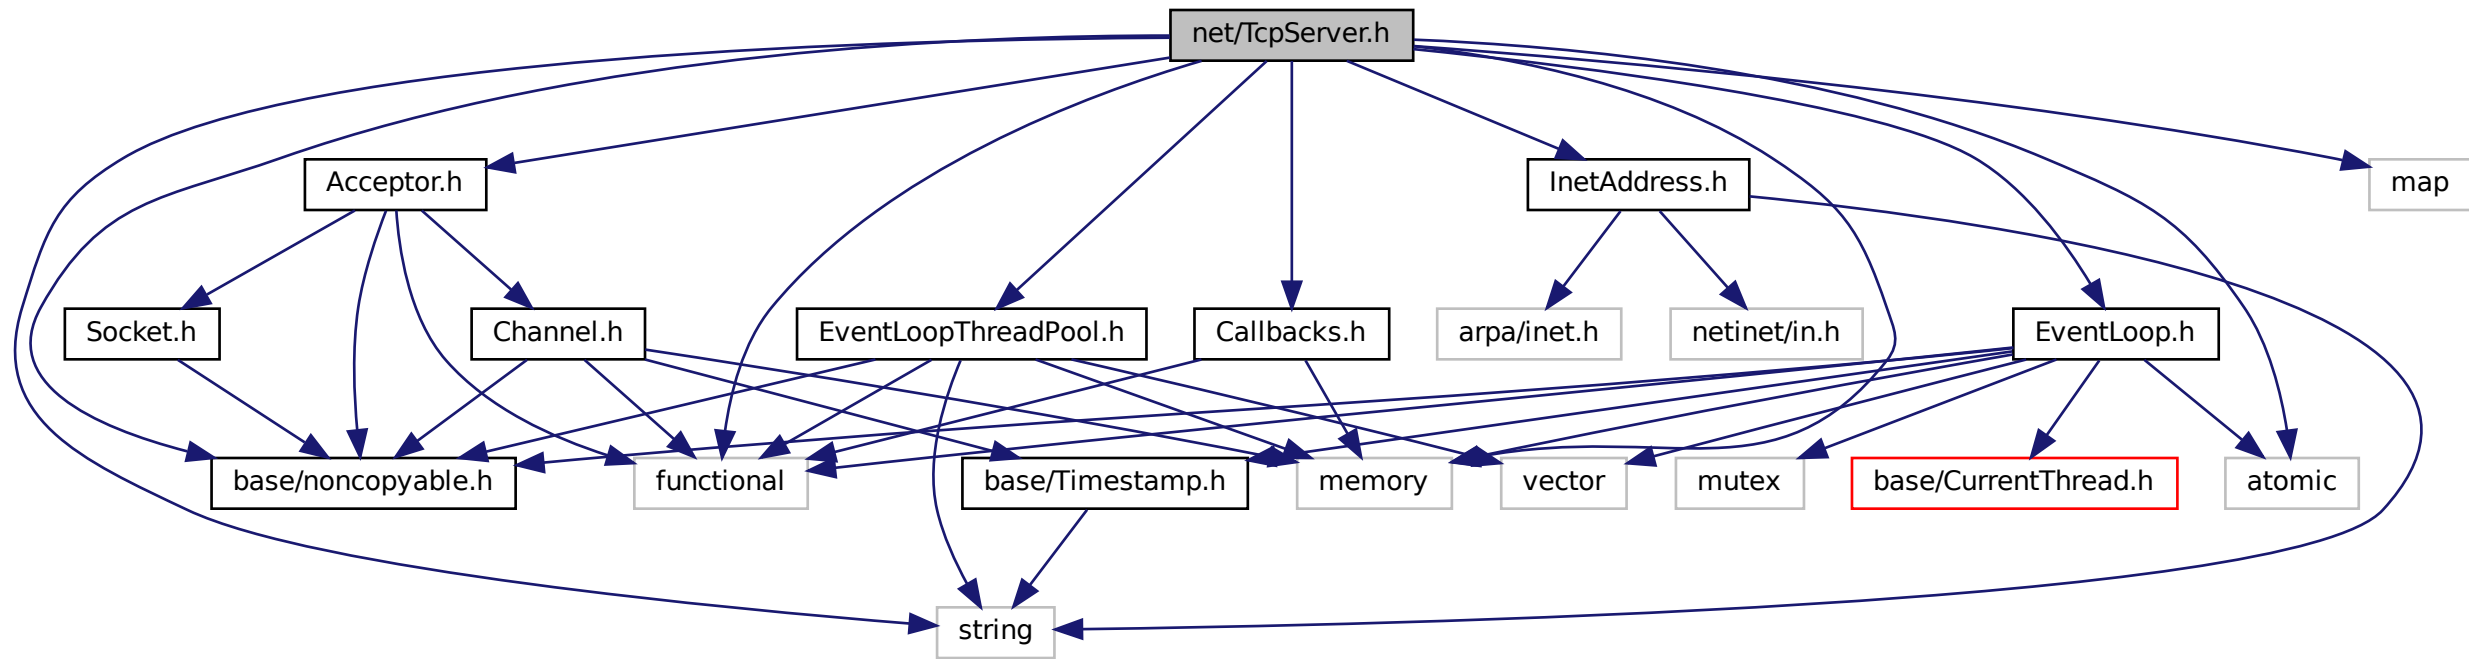 net/TcpServer.h
Acceptor.h
InetAddress.h
map
Socket.h
Channel.h
EventLoopThreadPool.h
Callbacks.h
arpa/inet.h
netinet/in.h
EventLoop.h
base/noncopyable.h
functional
base/Timestamp.h
memory
vector
mutex
base/CurrentThread.h
atomic
string